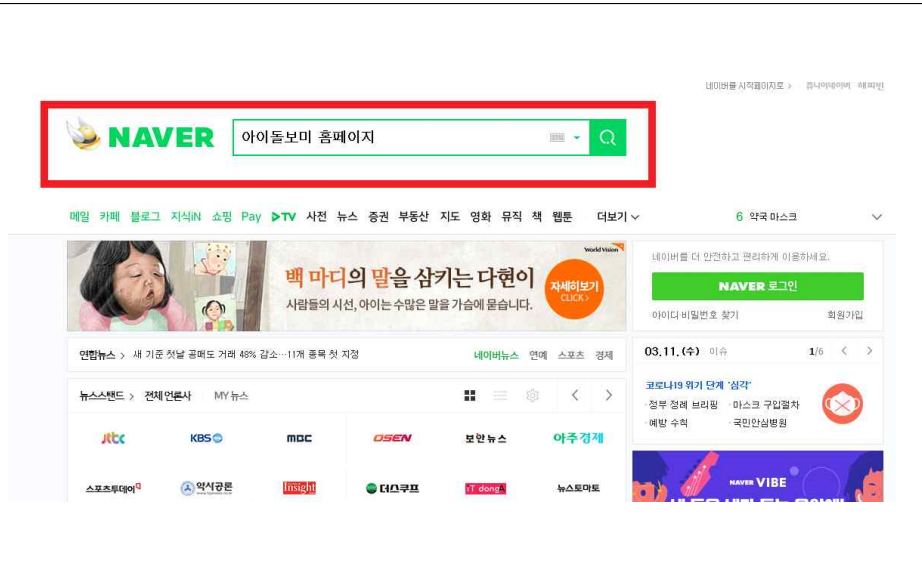 네이버를 시작페이지로 >
쥬니어네이버 해피빈
NAVER
아이돌보미 홈페이지
메일 카페 블로그 지식iN 쇼핑 Pay TV 사전 뉴스 증권 부동산 지도 영화 뮤직 책 웹툰 더보기
6 약국 마스크
World Vision
백 마디의 말을 삼키는 다현이
사람들의 시선, 아이는 수많은 말을 가슴에 묻습니다.
자세히보기
CLICK >
네이버를 더 안전하고 편리하게 이용하세요.
NAVER 로그인
아이디·비밀번호 찾기 회원가입
연합뉴스 > 새 기준 첫날 공매도 거래 48% 감소…11개 종목 첫 지정
네이버뉴스 연예 스포츠 경제
03.11.(수) 이슈 1/6 < >
코로나19 위기 단계 '심각'
·정부 정례 브리핑 ·마스크 구입절차
·예방 수칙 ·국민안심병원
뉴스스탠드 > 전체언론사 MY뉴스 < >
jtbc KBS MBC OSEN 보안뉴스 아주경제
스포츠투데이 약시공론 Insight 더스쿠프 IT dongA 뉴스토마토
NAVER VIBE